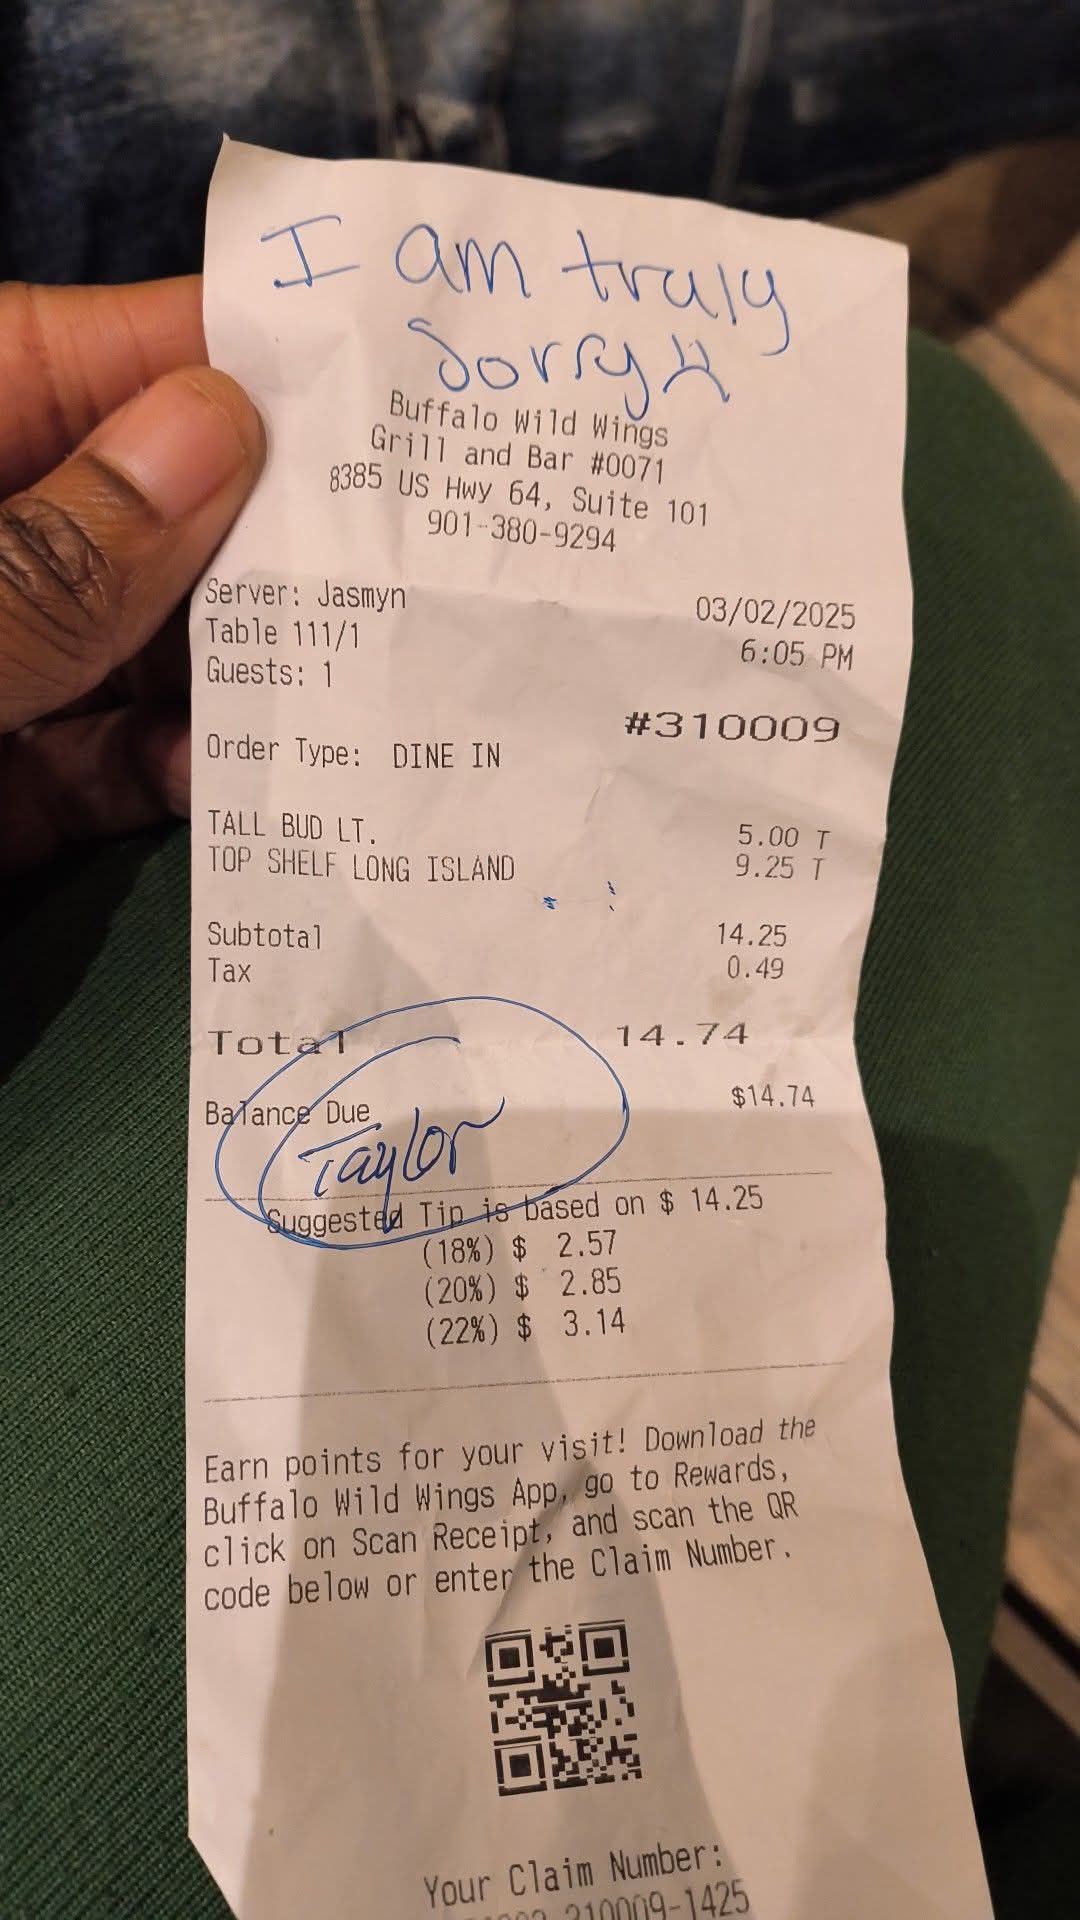 I am truly
Sorry
Buffalo Wild Wings
Grill and Bar #0071
8385 US Hwy 64, Suite 101
901-380-9294
Server: Jasmyn 03/02/2025
Table 111/1 6:05 PM
Guests: 1
#310009
Order Type: DINE IN
TALL BUD LT. 5.00 T
TOP SHELF LONG ISLAND 9.25 T
Subtotal 14.25
Tax 0.49
Total 14.74
Balance Due $14.74
Taylor
Suggested Tip is based on $ 14.25
(18%) $ 2.57
(20%) $ 2.85
(22%) $ 3.14
Earn points for your visit! Download the
Buffalo Wild Wings App, go to Rewards,
click on Scan Receipt, and scan the QR
code below or enter the Claim Number.
Your Claim Number:
310009-1425